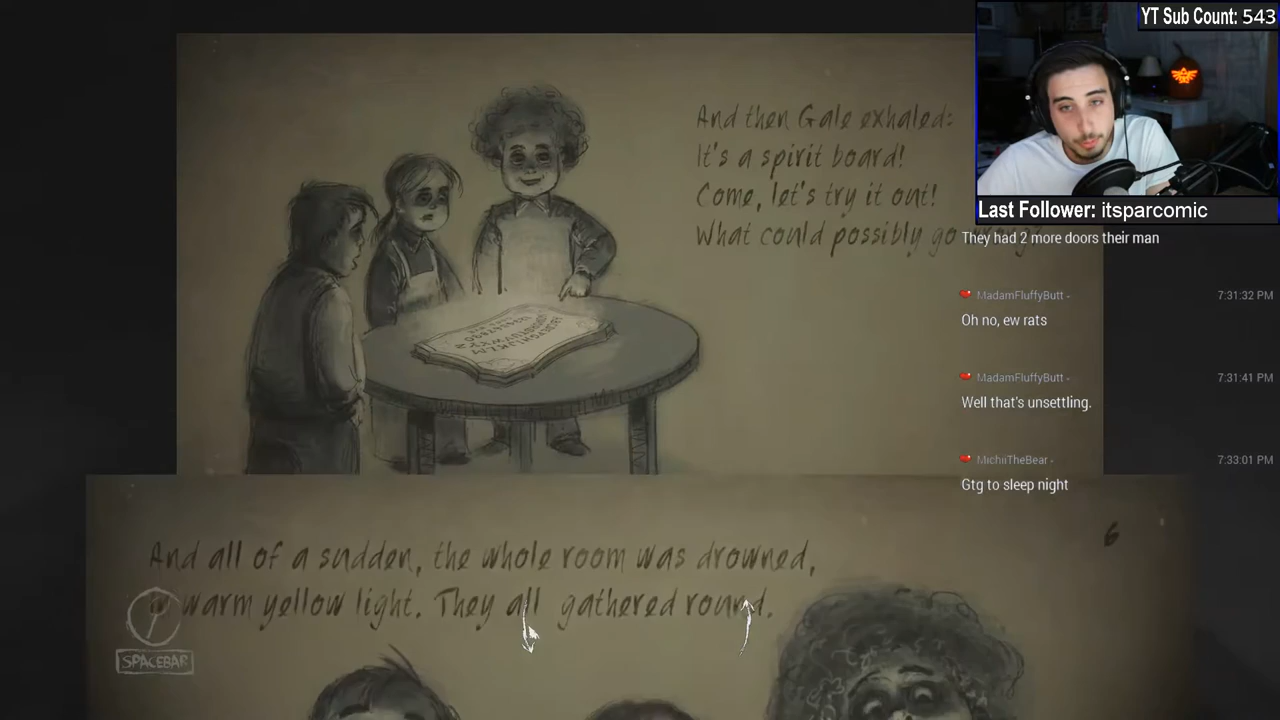 YT Sub Count: 543
And then Gale exhaled:
It's a spirit board!
Come, let's try it out!
What could possibly go
Last Follower: itsparcomic
They had 2 more doors their man
MadamFluffyButt - 7:31:32 PM
Oh no, ew rats
MadamFluffyButt - 7:31:41 PM
Well that's unsettling.
MichiiTheBear - 7:33:01 PM
Gtg to sleep night
6
And all of a sudden, the whole room was drowned,
in warm yellow light. They all gathered round.
SPACEBAR